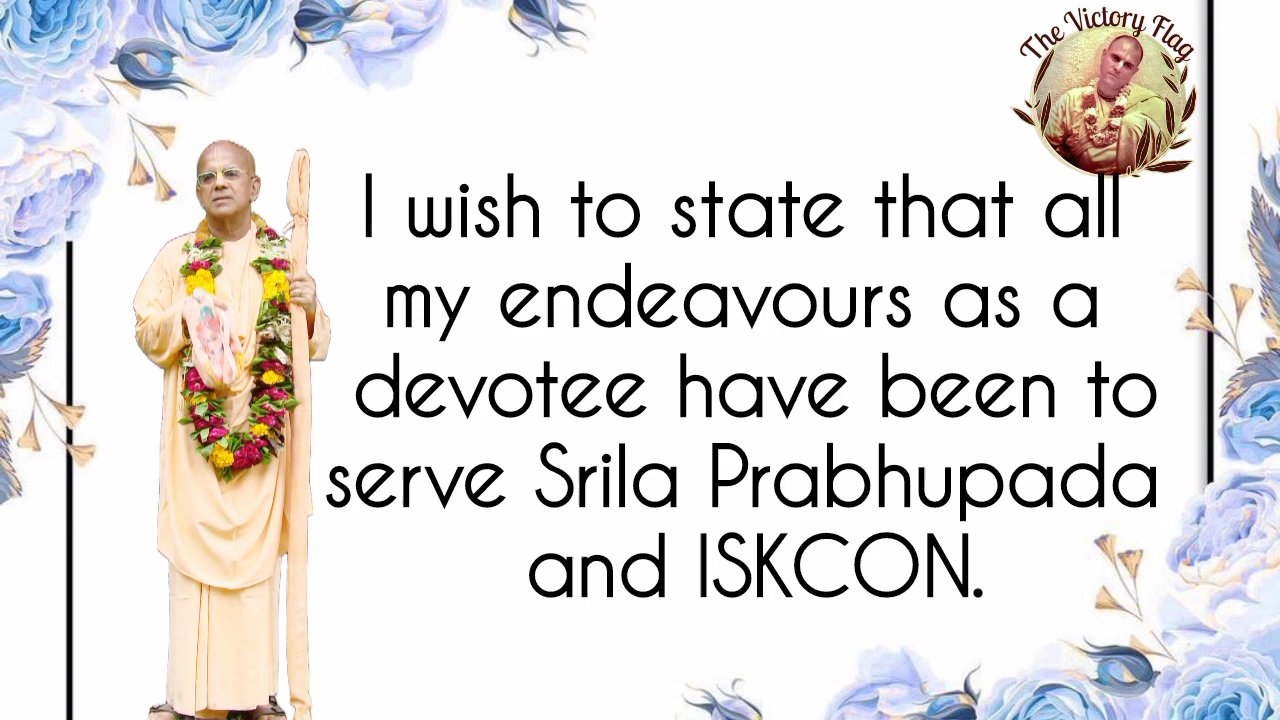 The Victory Flag
I wish to state that all
my endeavours as a
devotee have been to
serve Srila Prabhupada
and ISKCON.